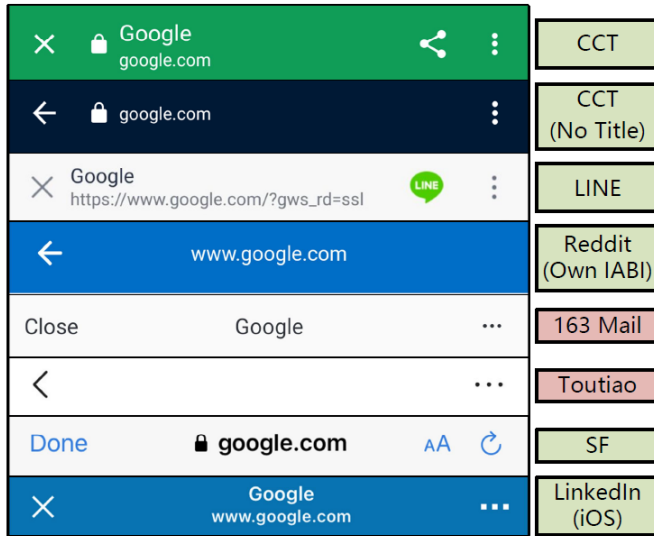 Google
google.com
CCT
google.com
CCT
(No Title)
Google
https://www.google.com/?gws_rd=ssl
LINE
LINE
www.google.com
Reddit
(Own IABI)
Close
Google
163 Mail
Toutiao
Done
google.com
AA
SF
Google
www.google.com
LinkedIn
(iOS)